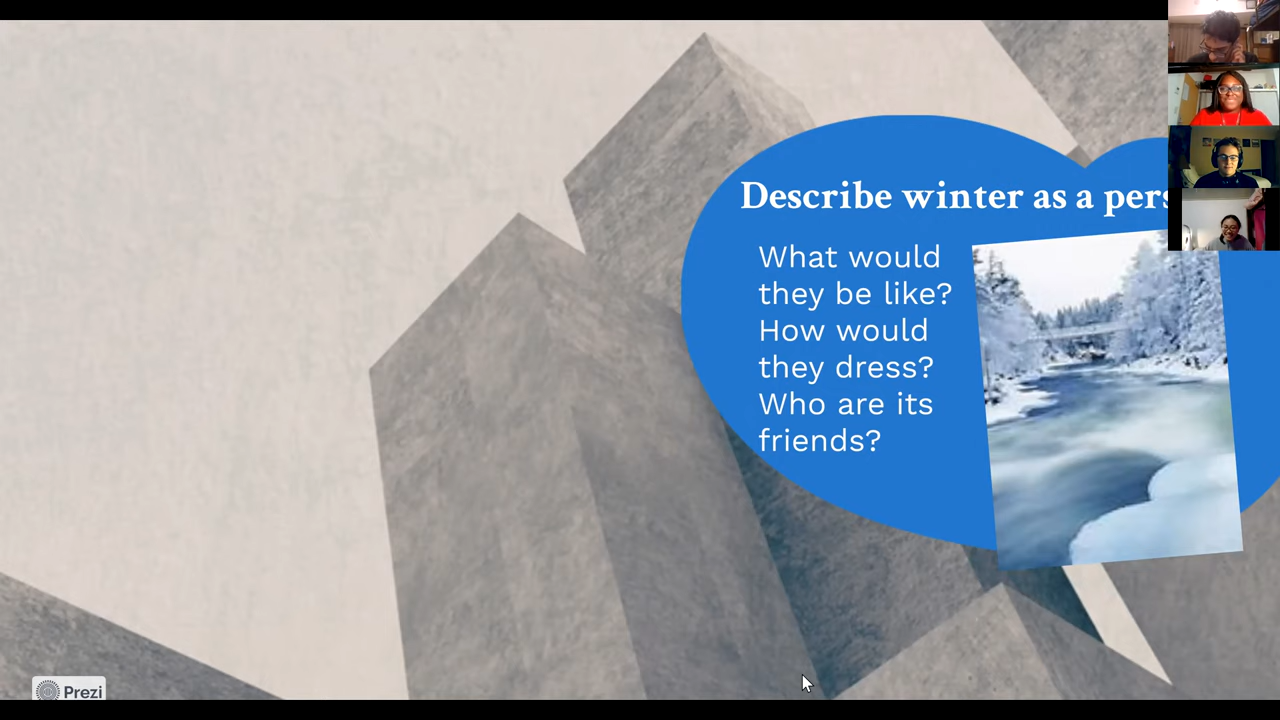 Describe winter as a pers
What would
they be like?
How would
they dress?
Who are its
friends?
Prezi